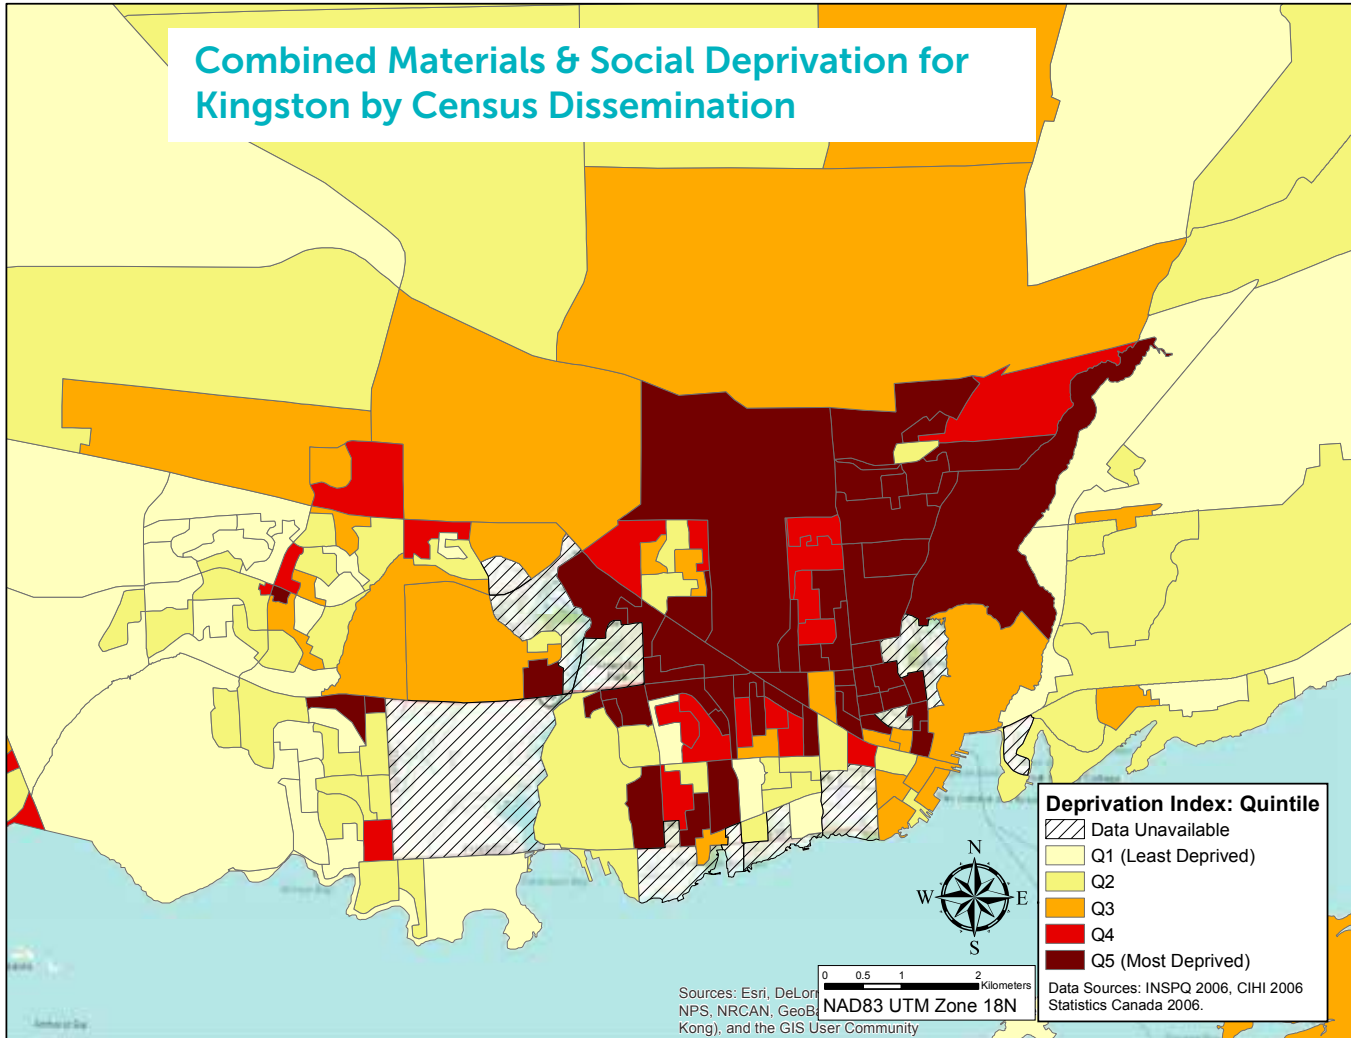 Combined Materials & Social Deprivation for
Kingston by Census Dissemination
Deprivation Index: Quintile
Data Unavailable
Q1 (Least Deprived)
Q2
Q3
Q4
Q5 (Most Deprived)
Data Sources: INSPQ 2006, CIHI 2006
Statistics Canada 2006.
N
W
E
S
0 0.5 1 2
Kilometers
NAD83 UTM Zone 18N
Sources: Esri,
NPS, NRCAN,
Kong), and the GIS User Community